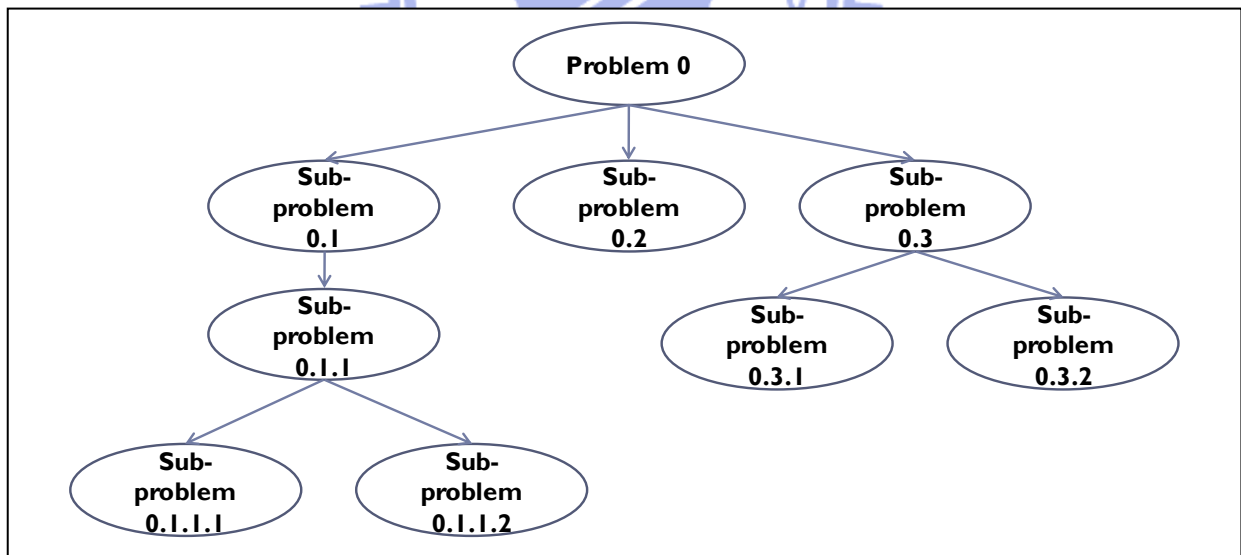 Problem 0
Sub-
problem
0.1
Sub-
problem
0.2
Sub-
problem
0.3
Sub-
problem
0.1.1
Sub-
problem
0.3.1
Sub-
problem
0.3.2
Sub-
problem
0.1.1.1
Sub-
problem
0.1.1.2